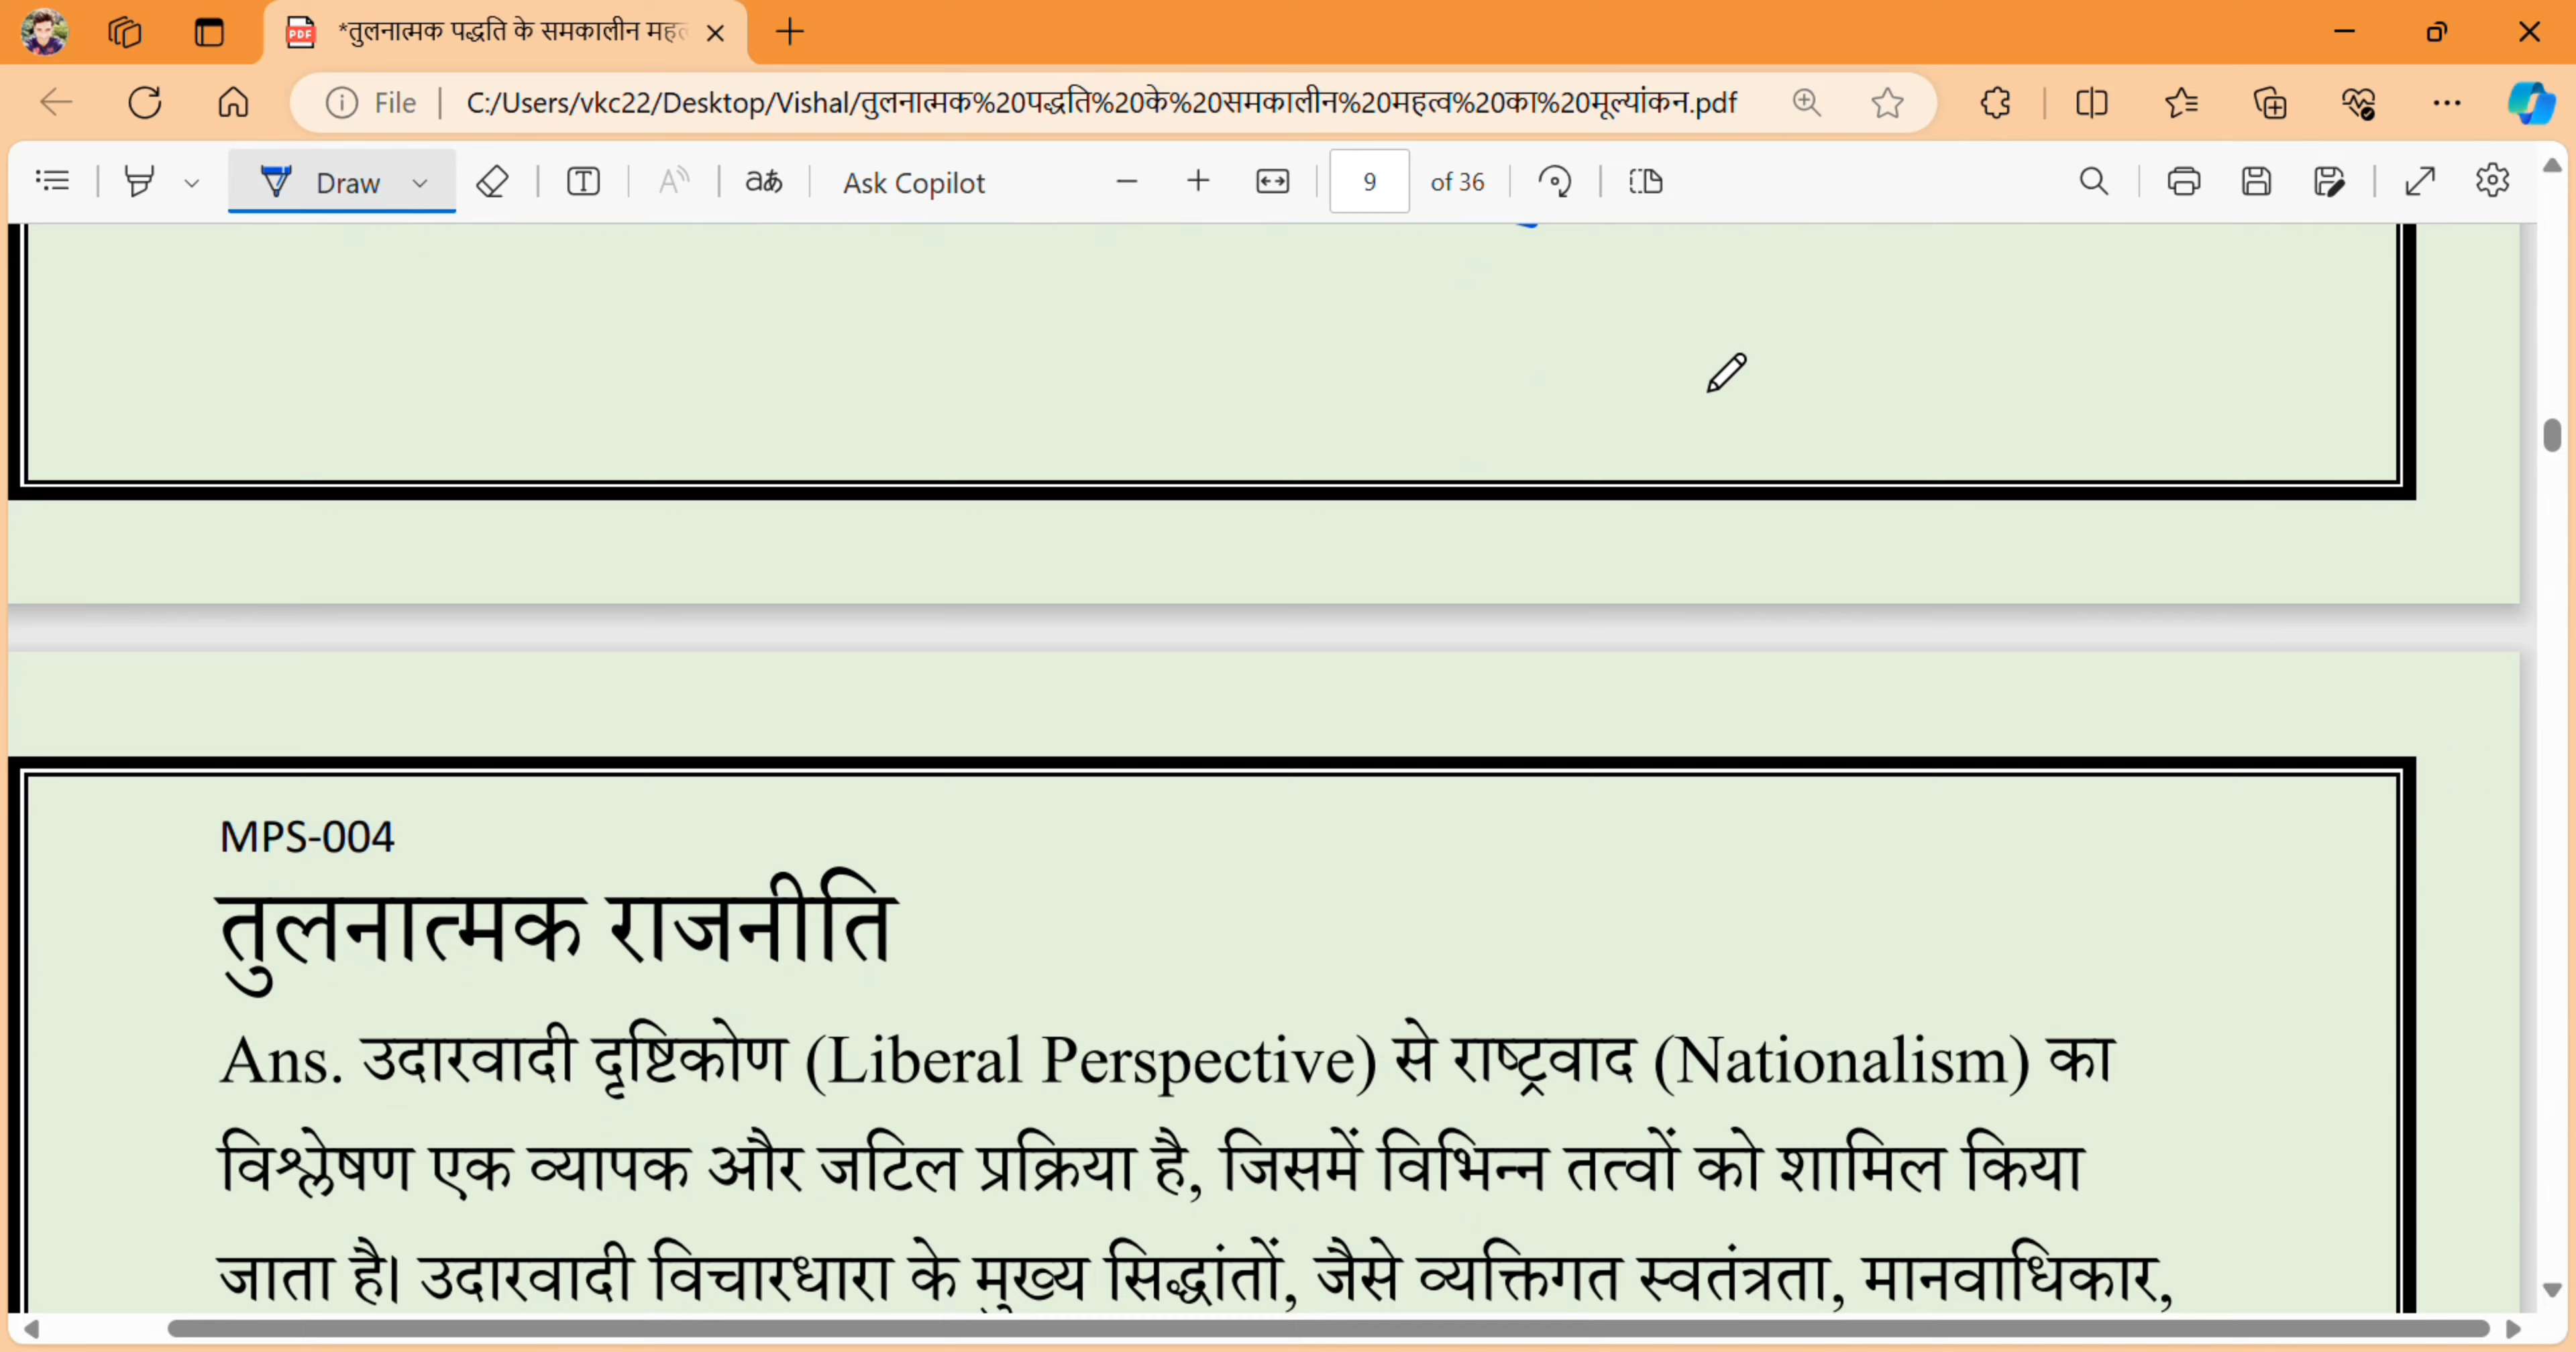 *तुलनात्मक पद्धति के समकालीन
File
C:/Users/vkc22/Desktop/Vishal/तुलनात्मक%20पद्धति%20के%20समकालीन%20महत्व%20का%20मूल्यांकन.pdf
Draw
Ask Copilot
9 of 36
MPS-004
तुलनात्मक राजनीति
Ans. उदारवादी दृष्टिकोण (Liberal Perspective) से राष्ट्रवाद (Nationalism) का
विश्लेषण एक व्यापक और जटिल प्रक्रिया है, जिसमें विभिन्न तत्वों को शामिल किया
जाता है। उदारवादी विचारधारा के मुख्य सिद्धांतों, जैसे व्यक्तिगत स्वतंत्रता, मानवाधिकार,